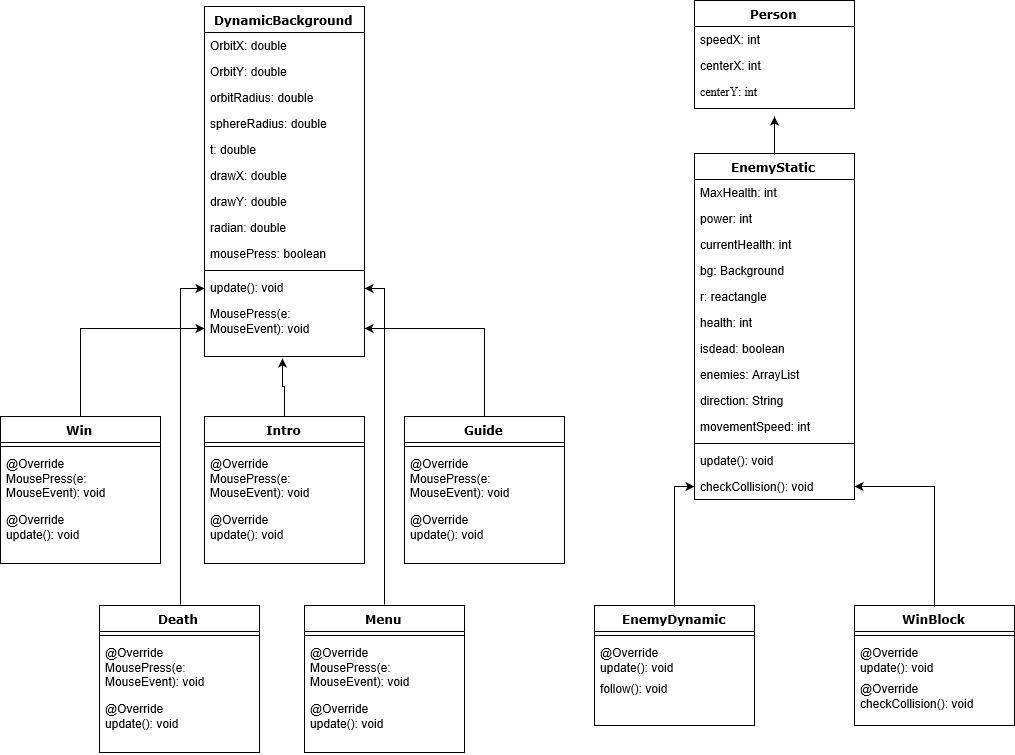 DynamicBackground
OrbitX: double
OrbitY: double
orbitRadius: double
sphereRadius: double
t: double
drawX: double
drawY: double
radian: double
mousePress: boolean
update(): void
MousePress(e:
MouseEvent): void
Person
speedX: int
centerX: int
centerY: int
EnemyStatic
MaxHealth: int
power: int
currentHealth: int
bg: Background
r: reactangle
health: int
isdead: boolean
enemies: ArrayList
direction: String
movementSpeed: int
update(): void
checkCollision(): void
Win
@Override
MousePress(e:
MouseEvent): void
@Override
update(): void
Intro
@Override
MousePress(e:
MouseEvent): void
@Override
update(): void
Guide
@Override
MousePress(e:
MouseEvent): void
@Override
update(): void
Death
@Override
MousePress(e:
MouseEvent): void
@Override
update(): void
Menu
@Override
MousePress(e:
MouseEvent): void
@Override
update(): void
EnemyDynamic
@Override
update(): void
follow(): void
WinBlock
@Override
update(): void
@Override
checkCollision(): void